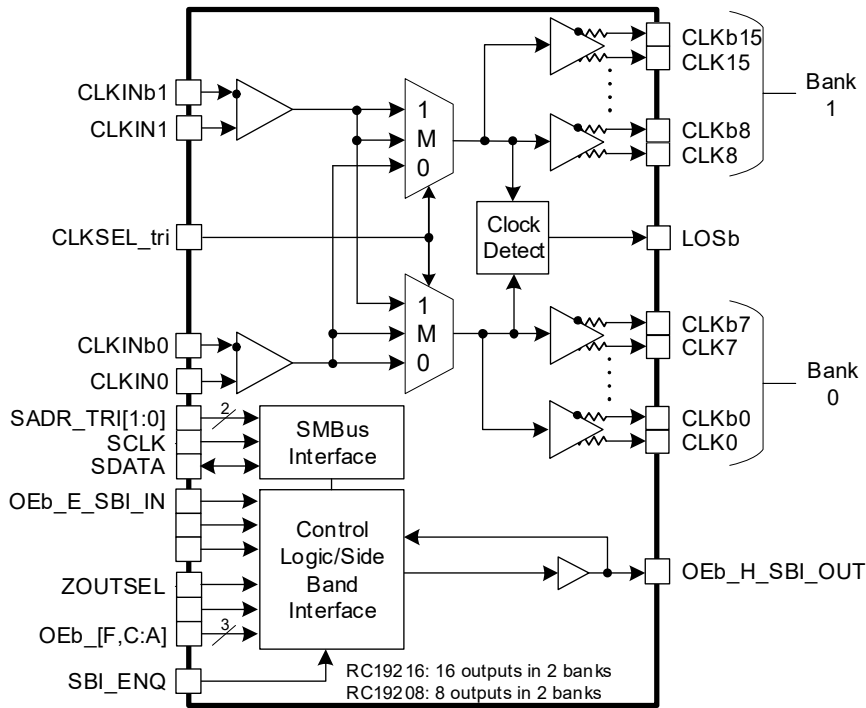 CLKb15
CLK15
Bank
1
CLKINb1
CLKIN1
1
M
0
CLKb8
CLK8
CLKSEL_tri
Clock
Detect
LOSb
CLKINb0
CLKIN0
1
M
0
CLKb7
CLK7
Bank
0
CLKb0
CLK0
SADR_TRI[1:0]
2
SCLK
SDATA
SMBus
Interface
OEb_E_SBI_IN
Control
Logic/Side
Band
Interface
OEb_H_SBI_OUT
ZOUTSEL
OEb_[F,C:A]
3
SBI_ENQ
RC19216: 16 outputs in 2 banks
RC19208: 8 outputs in 2 banks